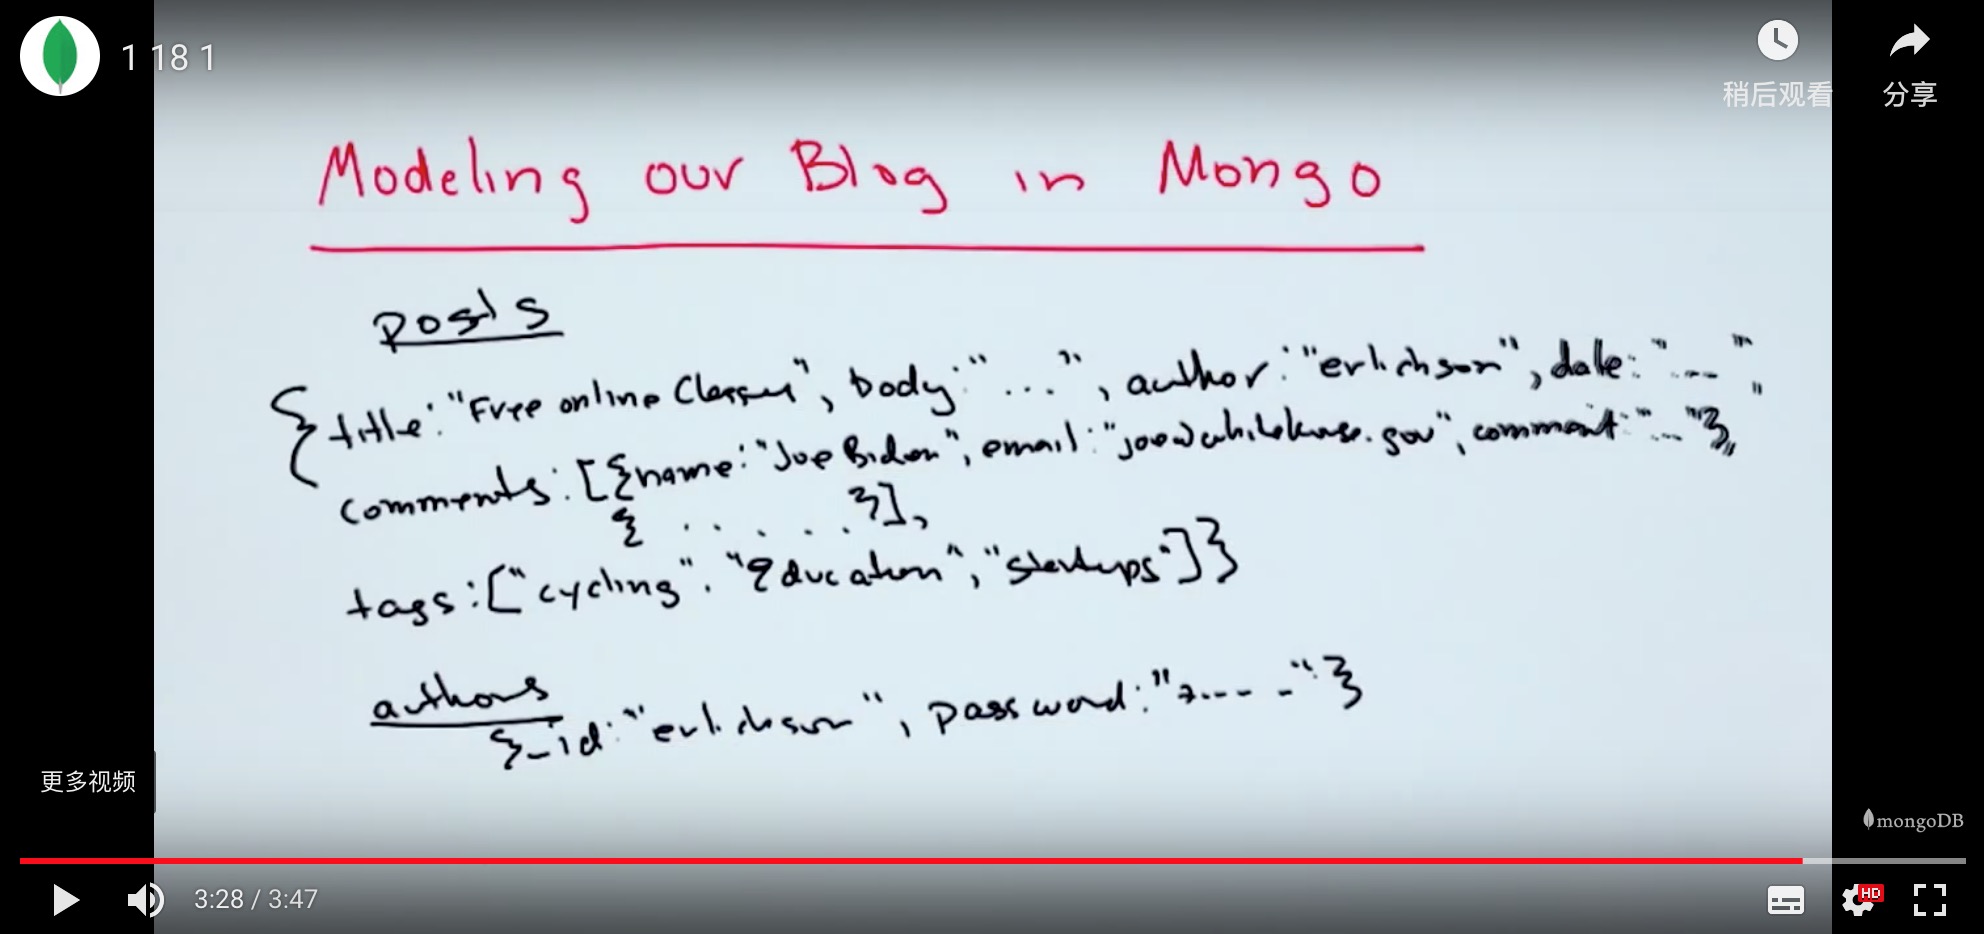 1 18 1
稍后观看
分享
Modeling our Blog in Mongo
posts
{title: "Free online Classes", body: "...", author: "erlichson", date: "...",
comments: [{name: "Joe Biden", email: "joe@whitehouse.gov", comment: "..."},
{ ...... }],
tags: ["cycling", "education", "startups"]}
authors
{_id: "erlichson", password: "....."}
更多视频
mongoDB
3:28 / 3:47
HD